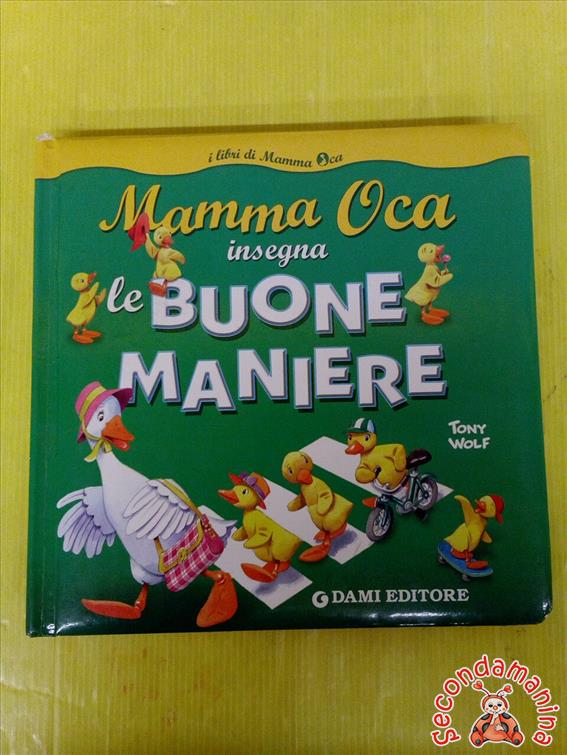 i libri di Mamma Oca
Mamma Oca
insegna
le BUONE
MANIERE
TONY
WOLF
DAMI EDITORE
secondamanina